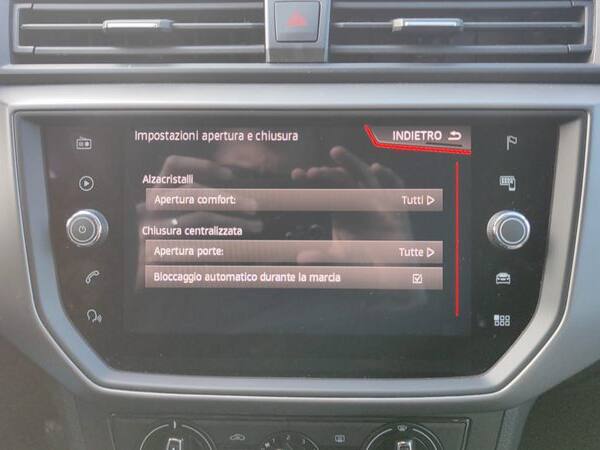 Impostazioni apertura e chiusura
INDIETRO
Alzacristalli
Apertura comfort: Tutti
Chiusura centralizzata
Apertura porte: Tutte
Bloccaggio automatico durante la marcia